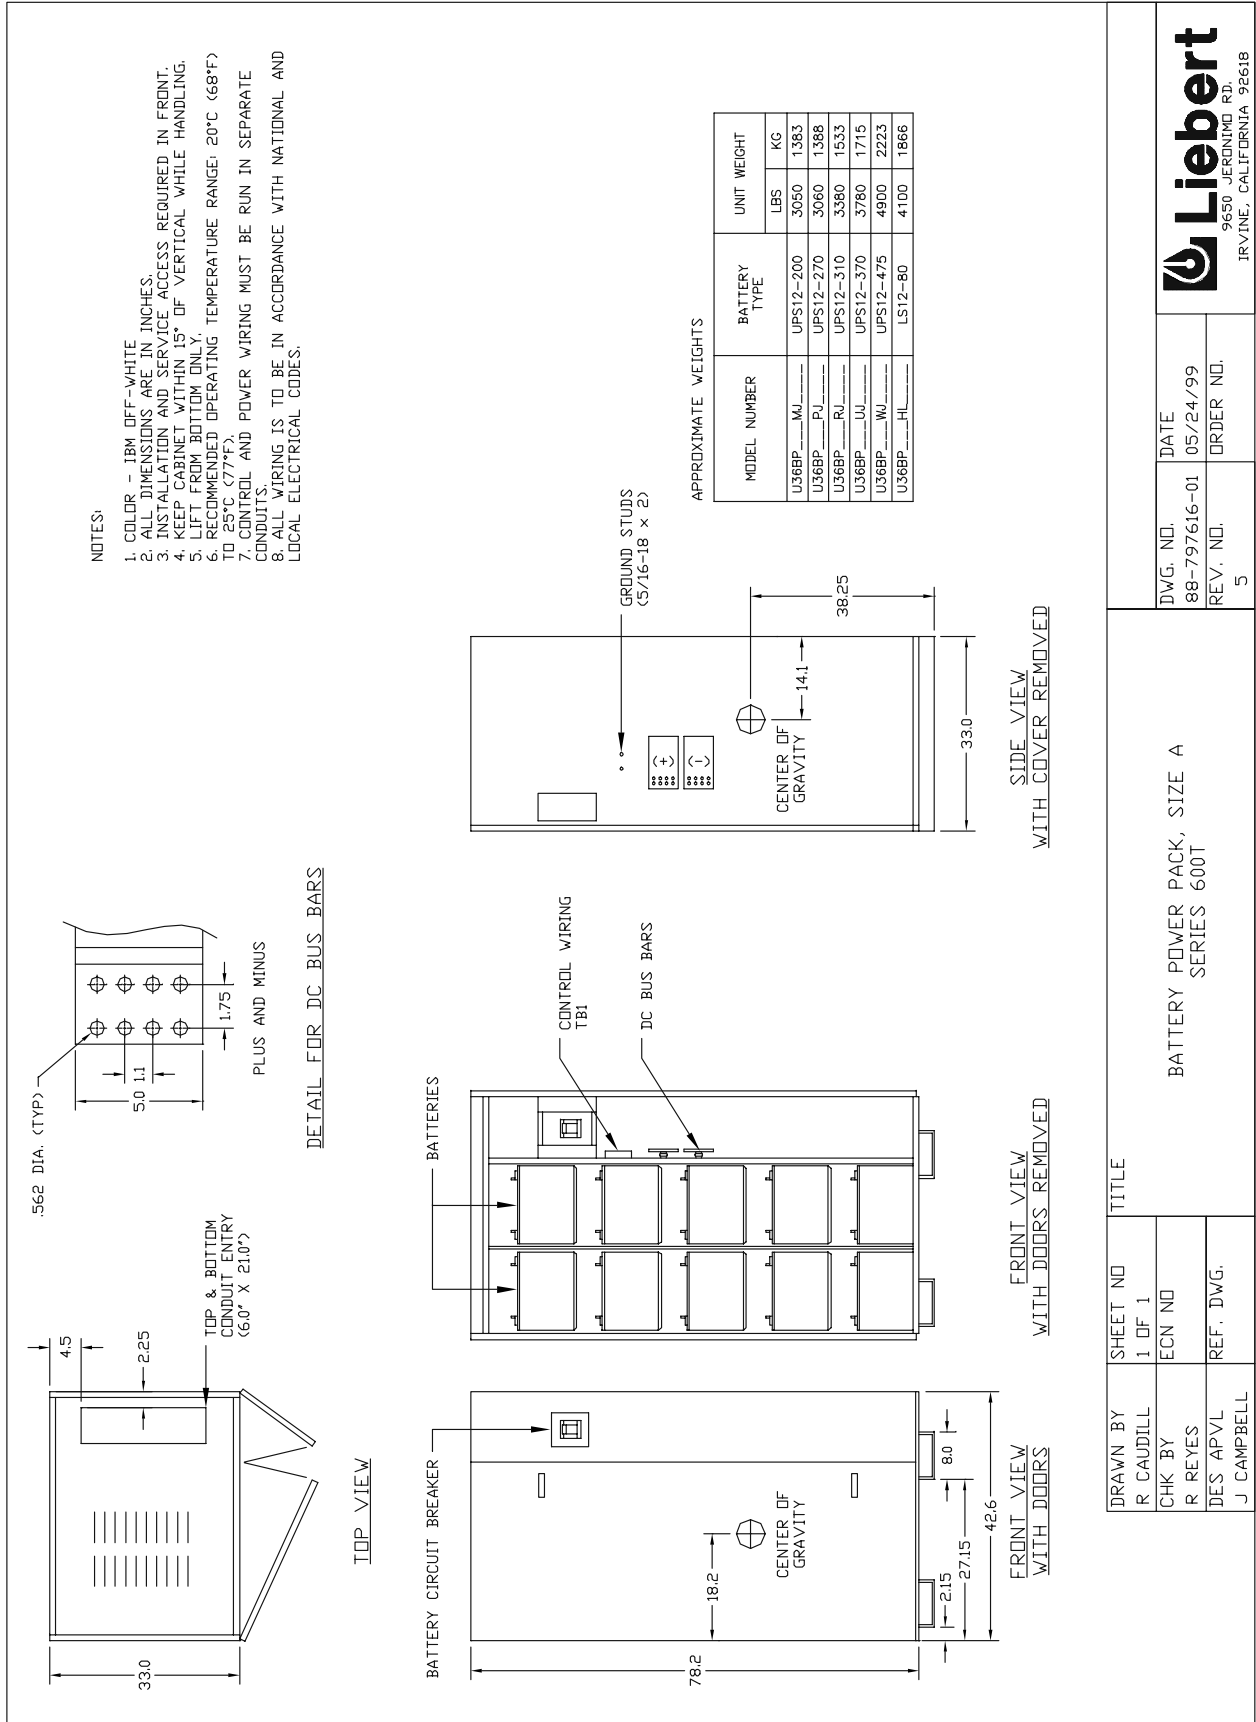 NOTES:
1. COLOR - IBM OFF-WHITE
2. ALL DIMENSIONS ARE IN INCHES.
3. INSTALLATION AND SERVICE ACCESS REQUIRED IN FRONT.
4. KEEP CABINET WITHIN 15° OF VERTICAL WHILE HANDLING.
5. LIFT FROM BOTTOM ONLY.
6. RECOMMENDED OPERATING TEMPERATURE RANGE: 20°C (68°F)
TO 25°C (77°F).
7. CONTROL AND POWER WIRING MUST BE RUN IN SEPARATE
CONDUITS.
8. ALL WIRING IS TO BE IN ACCORDANCE WITH NATIONAL AND
LOCAL ELECTRICAL CODES.
4.5
2.25
33.0
TOP & BOTTOM
CONDUIT ENTRY
(6.0" X 21.0")
TOP VIEW
.562 DIA. (TYP)
5.0
1.1
1.75
PLUS AND MINUS
DETAIL FOR DC BUS BARS
BATTERY CIRCUIT BREAKER
18.2
CENTER OF
GRAVITY
78.2
2.15
8.0
27.15
42.6
FRONT VIEW
WITH DOORS
BATTERIES
CONTROL WIRING
TB1
DC BUS BARS
FRONT VIEW
WITH DOORS REMOVED
GROUND STUDS
(5/16-18 x 2)
(+)
(-)
CENTER OF
GRAVITY
14.1
38.25
33.0
SIDE VIEW
WITH COVER REMOVED
APPROXIMATE WEIGHTS
MODEL NUMBER BATTERY TYPE UNIT WEIGHT
LBS KG
U36BP___MJ____ UPS12-200 3050 1383
U36BP___PJ____ UPS12-270 3060 1388
U36BP___RJ____ UPS12-310 3380 1533
U36BP___UJ____ UPS12-370 3780 1715
U36BP___WJ____ UPS12-475 4900 2223
U36BP___HL____ LS12-80 4100 1866
DRAWN BY
R CAUDILL
CHK BY
R REYES
DES APVL
J CAMPBELL
SHEET NO
1 OF 1
ECN NO
REF. DWG.
TITLE
BATTERY POWER PACK, SIZE A
SERIES 600T
DWG. NO.
88-797616-01
REV. NO.
5
DATE
05/24/99
ORDER NO.
Liebert
9650 JERONIMO RD.
IRVINE, CALIFORNIA 92618